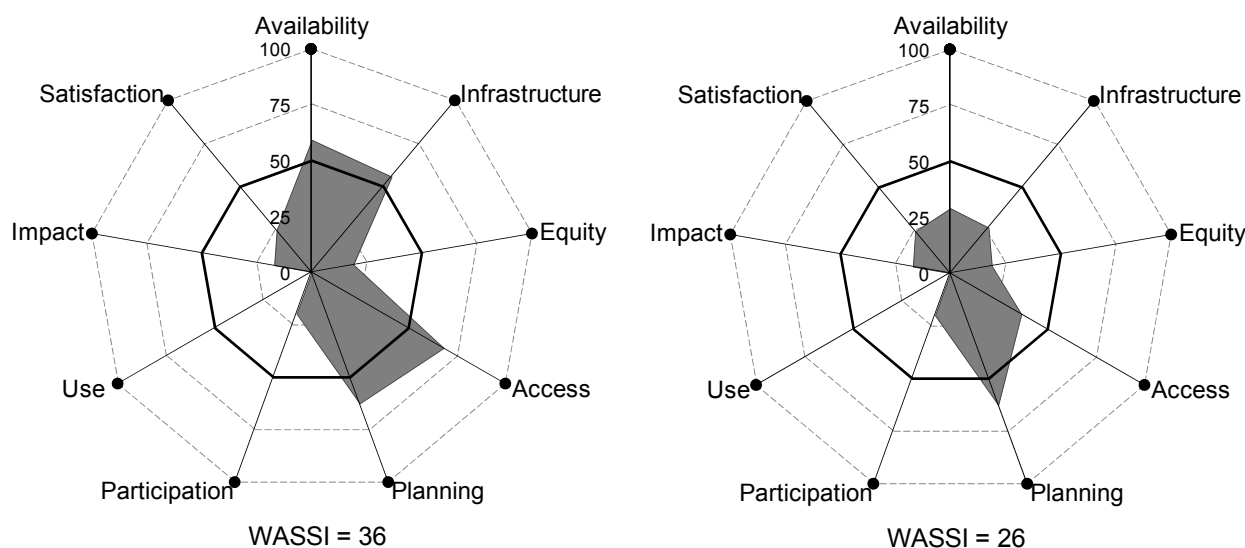 Availability
100
Satisfaction
Infrastructure
75
50
25
Impact
Equity
0
Use
Access
Participation
Planning
WASSI = 36
Availability
100
Satisfaction
Infrastructure
75
50
25
Impact
Equity
0
Use
Access
Participation
Planning
WASSI = 26